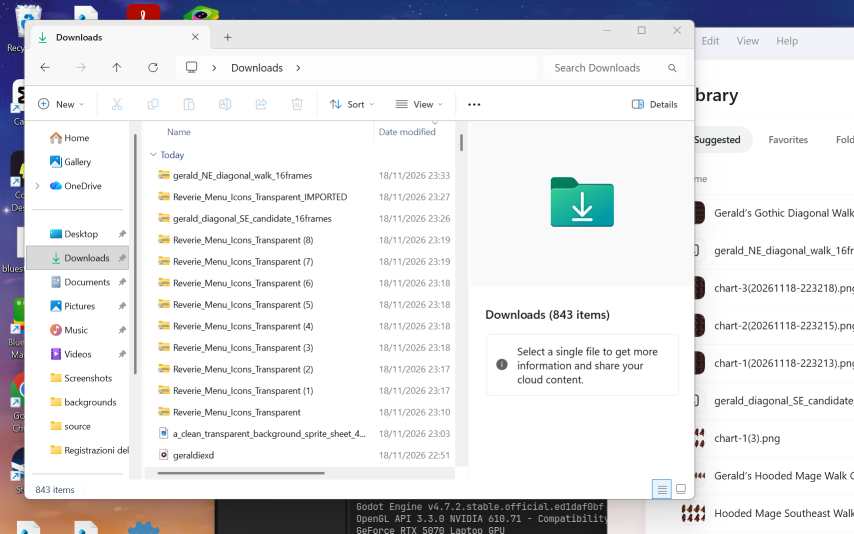 Downloads
Downloads
Search Downloads
New
Sort
View
Details
Home
Gallery
OneDrive
Desktop
Downloads
Documents
Pictures
Music
Videos
Screenshots
backgrounds
source
Registrazioni del
Name
Date modified
Today
gerald_NE_diagonal_walk_16frames 18/11/2026 23:33
Reverie_Menu_Icons_Transparent_IMPORTED 18/11/2026 23:27
gerald_diagonal_SE_candidate_16frames 18/11/2026 23:26
Reverie_Menu_Icons_Transparent (8) 18/11/2026 23:19
Reverie_Menu_Icons_Transparent (7) 18/11/2026 23:19
Reverie_Menu_Icons_Transparent (6) 18/11/2026 23:18
Reverie_Menu_Icons_Transparent (5) 18/11/2026 23:18
Reverie_Menu_Icons_Transparent (4) 18/11/2026 23:18
Reverie_Menu_Icons_Transparent (3) 18/11/2026 23:18
Reverie_Menu_Icons_Transparent (2) 18/11/2026 23:17
Reverie_Menu_Icons_Transparent (1) 18/11/2026 23:17
Reverie_Menu_Icons_Transparent 18/11/2026 23:10
a_clean_transparent_background_sprite_sheet_4... 18/11/2026 23:03
geraldiexd 18/11/2026 22:51
Downloads (843 items)
Select a single file to get more
information and share your
cloud content.
843 items
Edit View Help
brary
Suggested
Favorites
Fold
me
Gerald's Gothic Diagonal Walk
gerald_NE_diagonal_walk_16fr
chart-3(20261118-223218).png
chart-2(20261118-223215).png
chart-1(20261118-223213).png
gerald_diagonal_SE_candidate
chart-1(3).png
Gerald's Hooded Mage Walk C
Hooded Mage Southeast Walk
Godot Engine v4.7.2.stable.official.ed1daf0bf
OpenGL API 3.3.0 NVIDIA 610.71 - Compatibility
GeForce RTX 5070 Laptop GPU